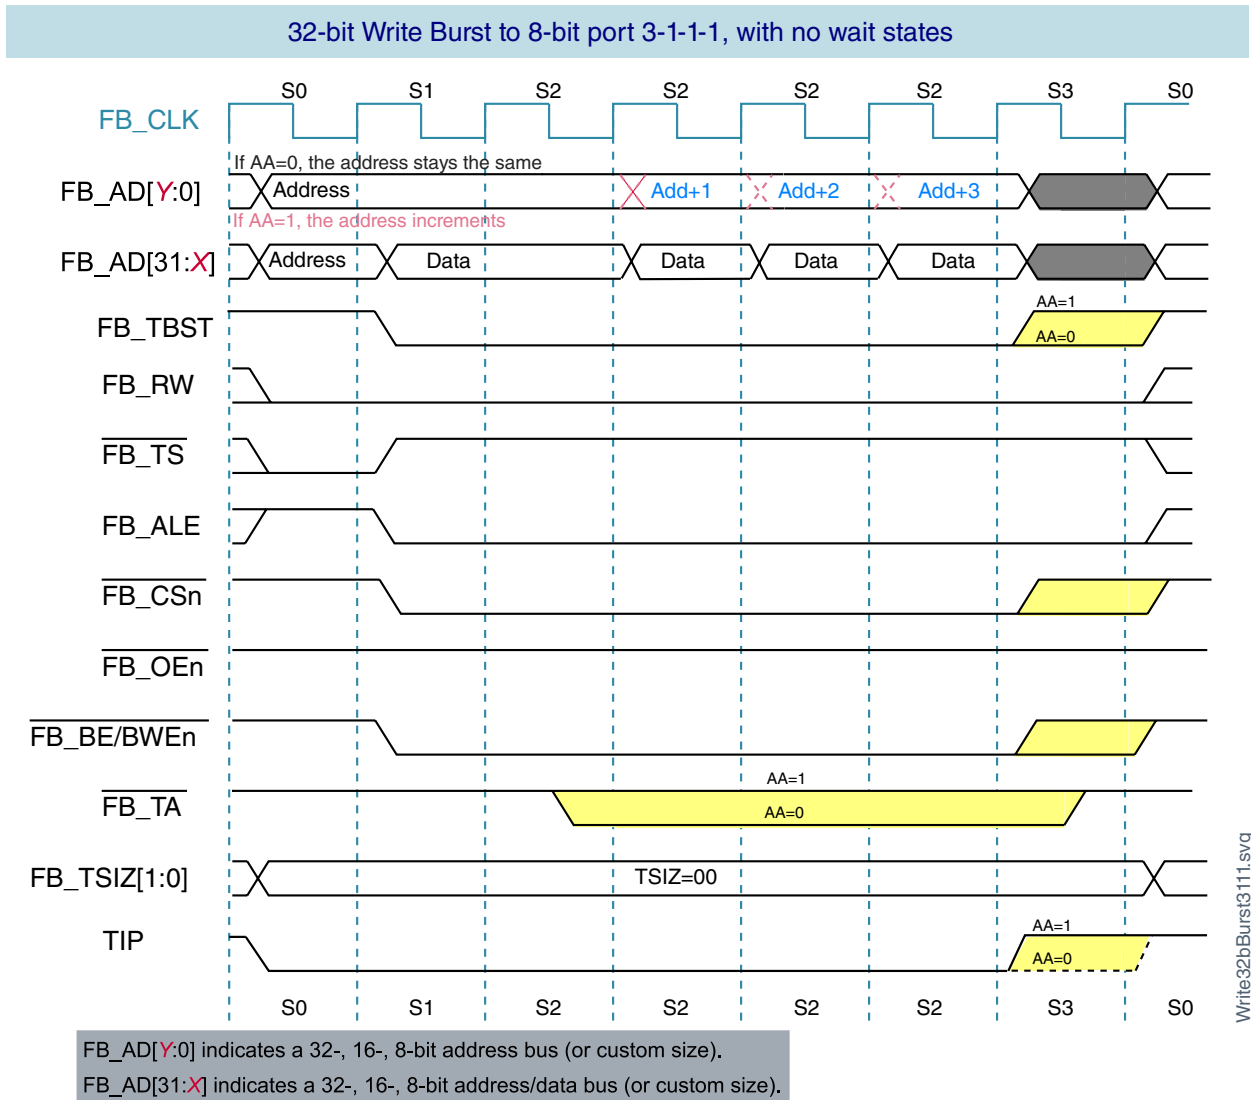 32-bit Write Burst to 8-bit port 3-1-1-1, with no wait states
S0 S1 S2 S2 S2 S2 S3 S0
FB_CLK
If AA=0, the address stays the same
FB_AD[Y:0] Address Add+1 Add+2 Add+3
If AA=1, the address increments
FB_AD[31:X] Address Data Data Data Data
AA=1
FB_TBST
AA=0
FB_RW
FB_TS
FB_ALE
FB_CSn
FB_OEn
FB_BE/BWEn
AA=1
FB_TA
AA=0
FB_TSIZ[1:0] TSIZ=00
AA=1
TIP
AA=0
S0 S1 S2 S2 S2 S2 S3 S0
FB_AD[Y:0] indicates a 32-, 16-, 8-bit address bus (or custom size).
FB_AD[31:X] indicates a 32-, 16-, 8-bit address/data bus (or custom size).
Write32bBurst3111.svg